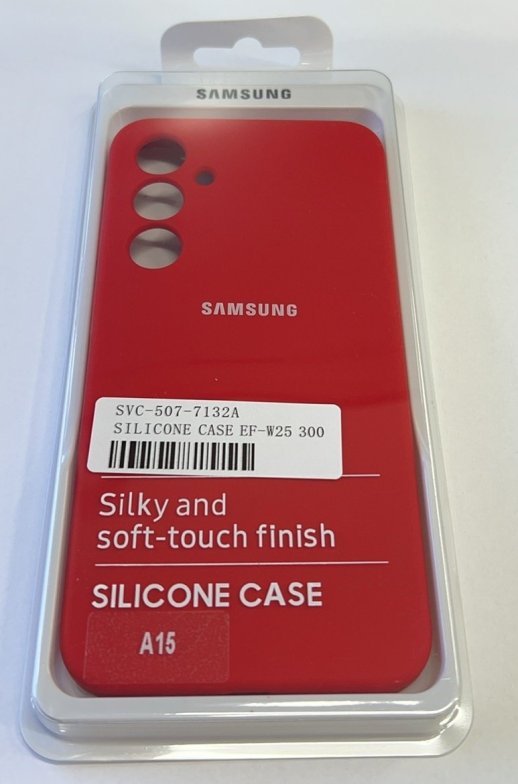 SAMSUNG
SAMSUNG
SVC-507-7132A
SILICONE CASE EF-W25 300
Silky and
soft-touch finish
SILICONE CASE
A15